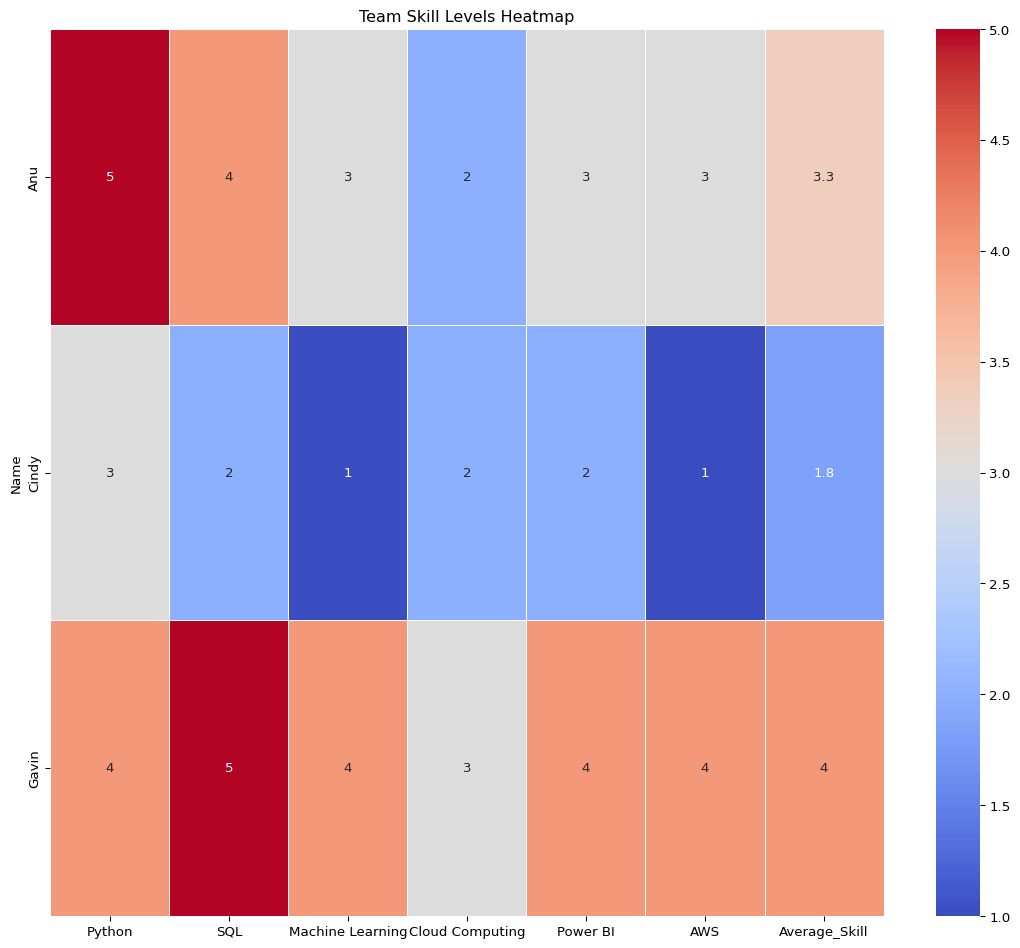 Team Skill Levels Heatmap
Name
Anu
5 4 3 2 3 3 3.3
Cindy
3 2 1 2 2 1 1.8
Gavin
4 5 4 3 4 4 4
Python SQL Machine Learning Cloud Computing Power BI AWS Average_Skill
5.0
4.5
4.0
3.5
3.0
2.5
2.0
1.5
1.0